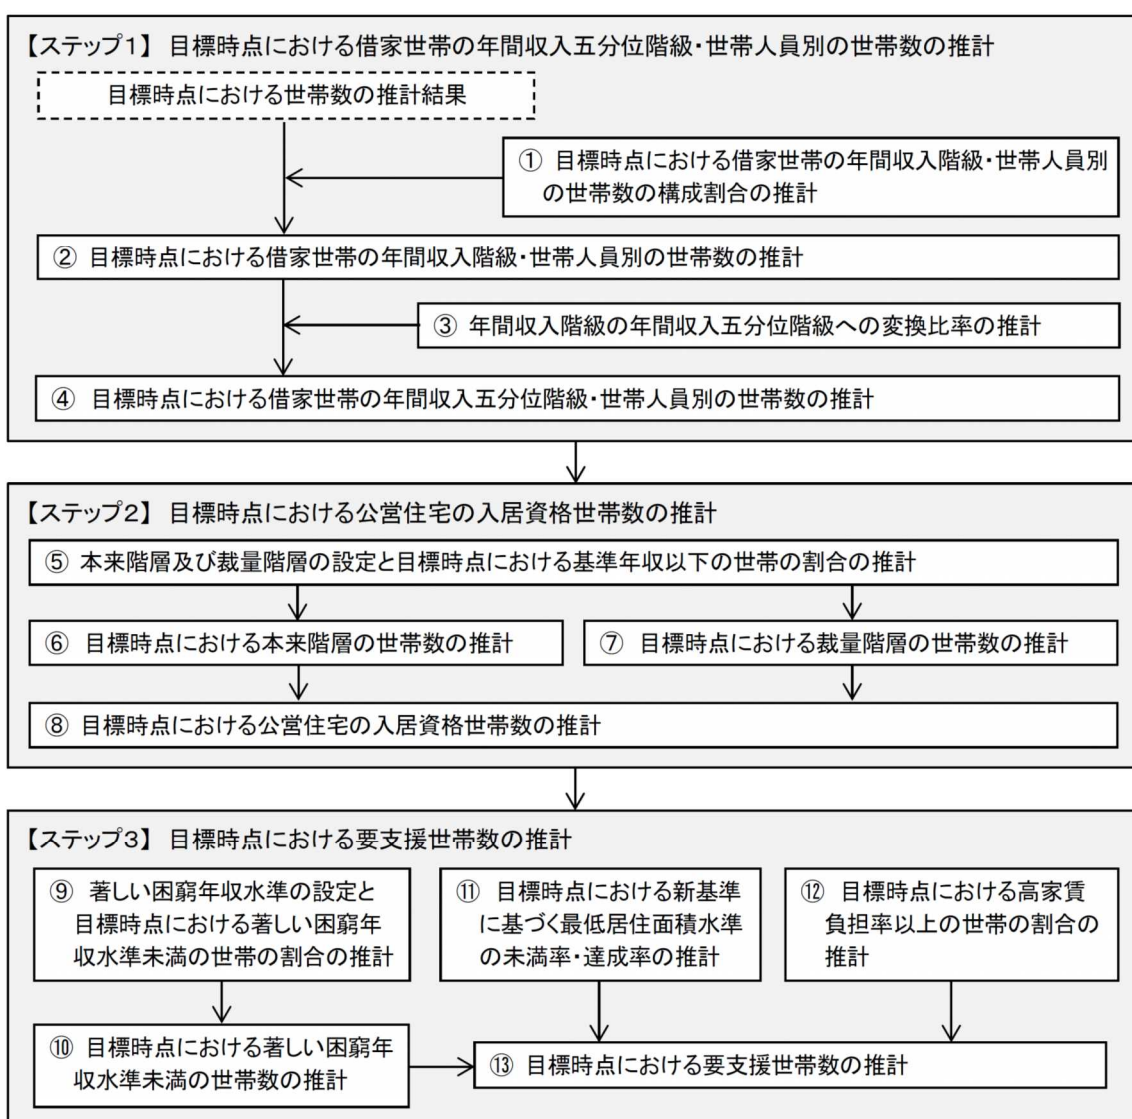 【ステップ1】 目標時点における借家世帯の年間収入五分位階級・世帯人員別の世帯数の推計
目標時点における世帯数の推計結果
① 目標時点における借家世帯の年間収入階級・世帯人員別
の世帯数の構成割合の推計
② 目標時点における借家世帯の年間収入階級・世帯人員別の世帯数の推計
③ 年間収入階級の年間収入五分位階級への変換比率の推計
④ 目標時点における借家世帯の年間収入五分位階級・世帯人員別の世帯数の推計
【ステップ2】 目標時点における公営住宅の入居資格世帯数の推計
⑤ 本来階層及び裁量階層の設定と目標時点における基準年収以下の世帯の割合の推計
⑥ 目標時点における本来階層の世帯数の推計
⑦ 目標時点における裁量階層の世帯数の推計
⑧ 目標時点における公営住宅の入居資格世帯数の推計
【ステップ3】 目標時点における要支援世帯数の推計
⑨ 著しい困窮年収水準の設定と
目標時点における著しい困窮年
収水準未満の世帯の割合の推計
⑪ 目標時点における新基準
に基づく最低居住面積水準
の未満率・達成率の推計
⑫ 目標時点における高家賃
負担率以上の世帯の割合の
推計
⑩ 目標時点における著しい困窮年
収水準未満の世帯数の推計
⑬ 目標時点における要支援世帯数の推計